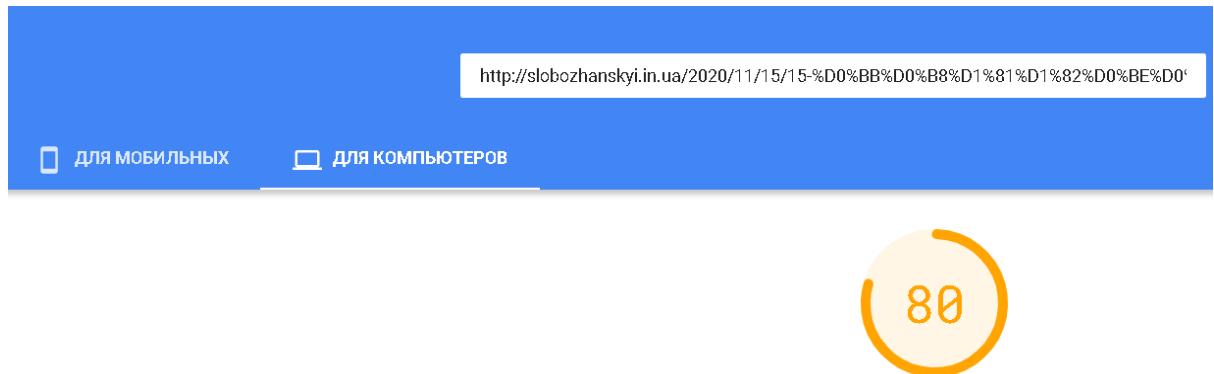 http://slobozhanskyi.in.ua/2020/11/15/15-%D0%BB%D0%B8%D1%81%D1%82%D0%BE%D0%
ДЛЯ МОБИЛЬНЫХ
ДЛЯ КОМПЬЮТЕРОВ
80